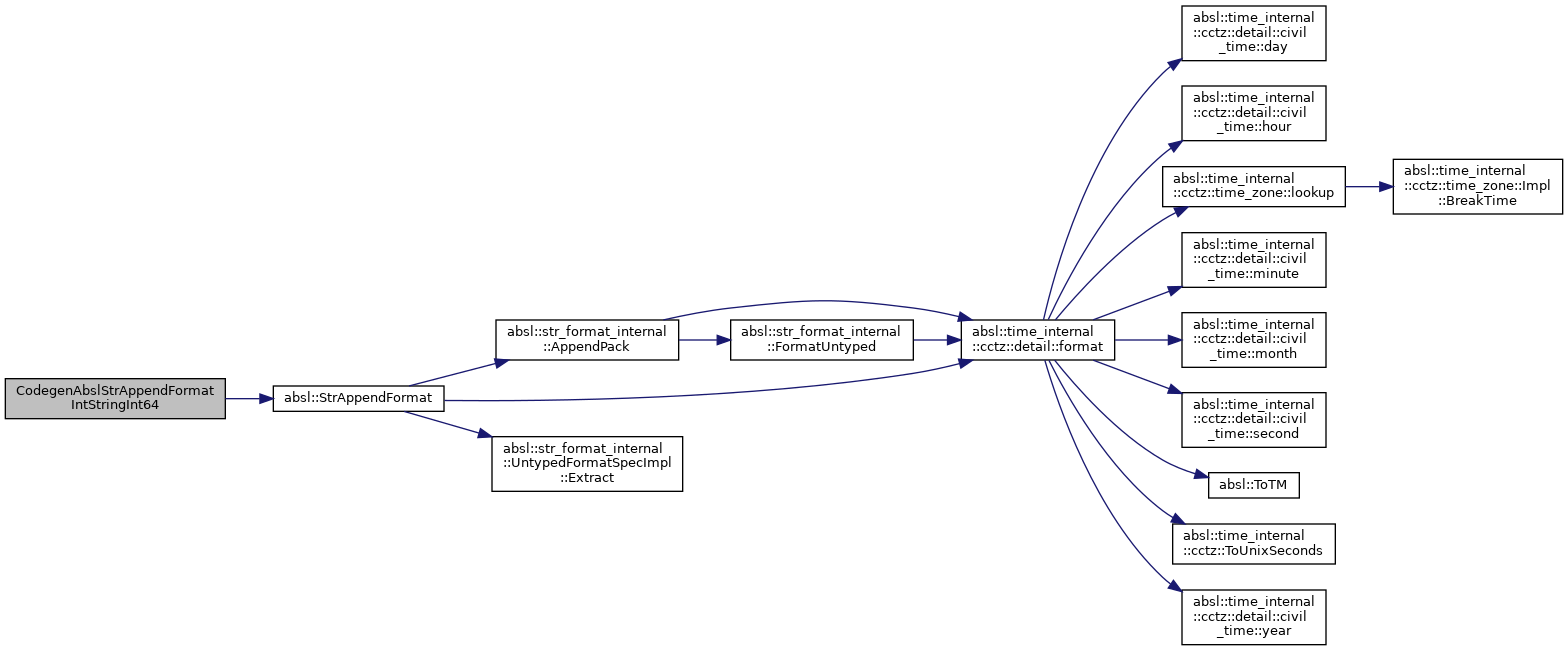 CodegenAbslStrAppendFormat
IntStringInt64
absl::StrAppendFormat
absl::str_format_internal
::AppendPack
absl::str_format_internal
::UntypedFormatSpecImpl
::Extract
absl::str_format_internal
::FormatUntyped
absl::time_internal
::cctz::detail::format
absl::time_internal
::cctz::detail::civil
_time::day
absl::time_internal
::cctz::detail::civil
_time::hour
absl::time_internal
::cctz::time_zone::lookup
absl::time_internal
::cctz::time_zone::Impl
::BreakTime
absl::time_internal
::cctz::detail::civil
_time::minute
absl::time_internal
::cctz::detail::civil
_time::month
absl::time_internal
::cctz::detail::civil
_time::second
absl::ToTM
absl::time_internal
::cctz::ToUnixSeconds
absl::time_internal
::cctz::detail::civil
_time::year